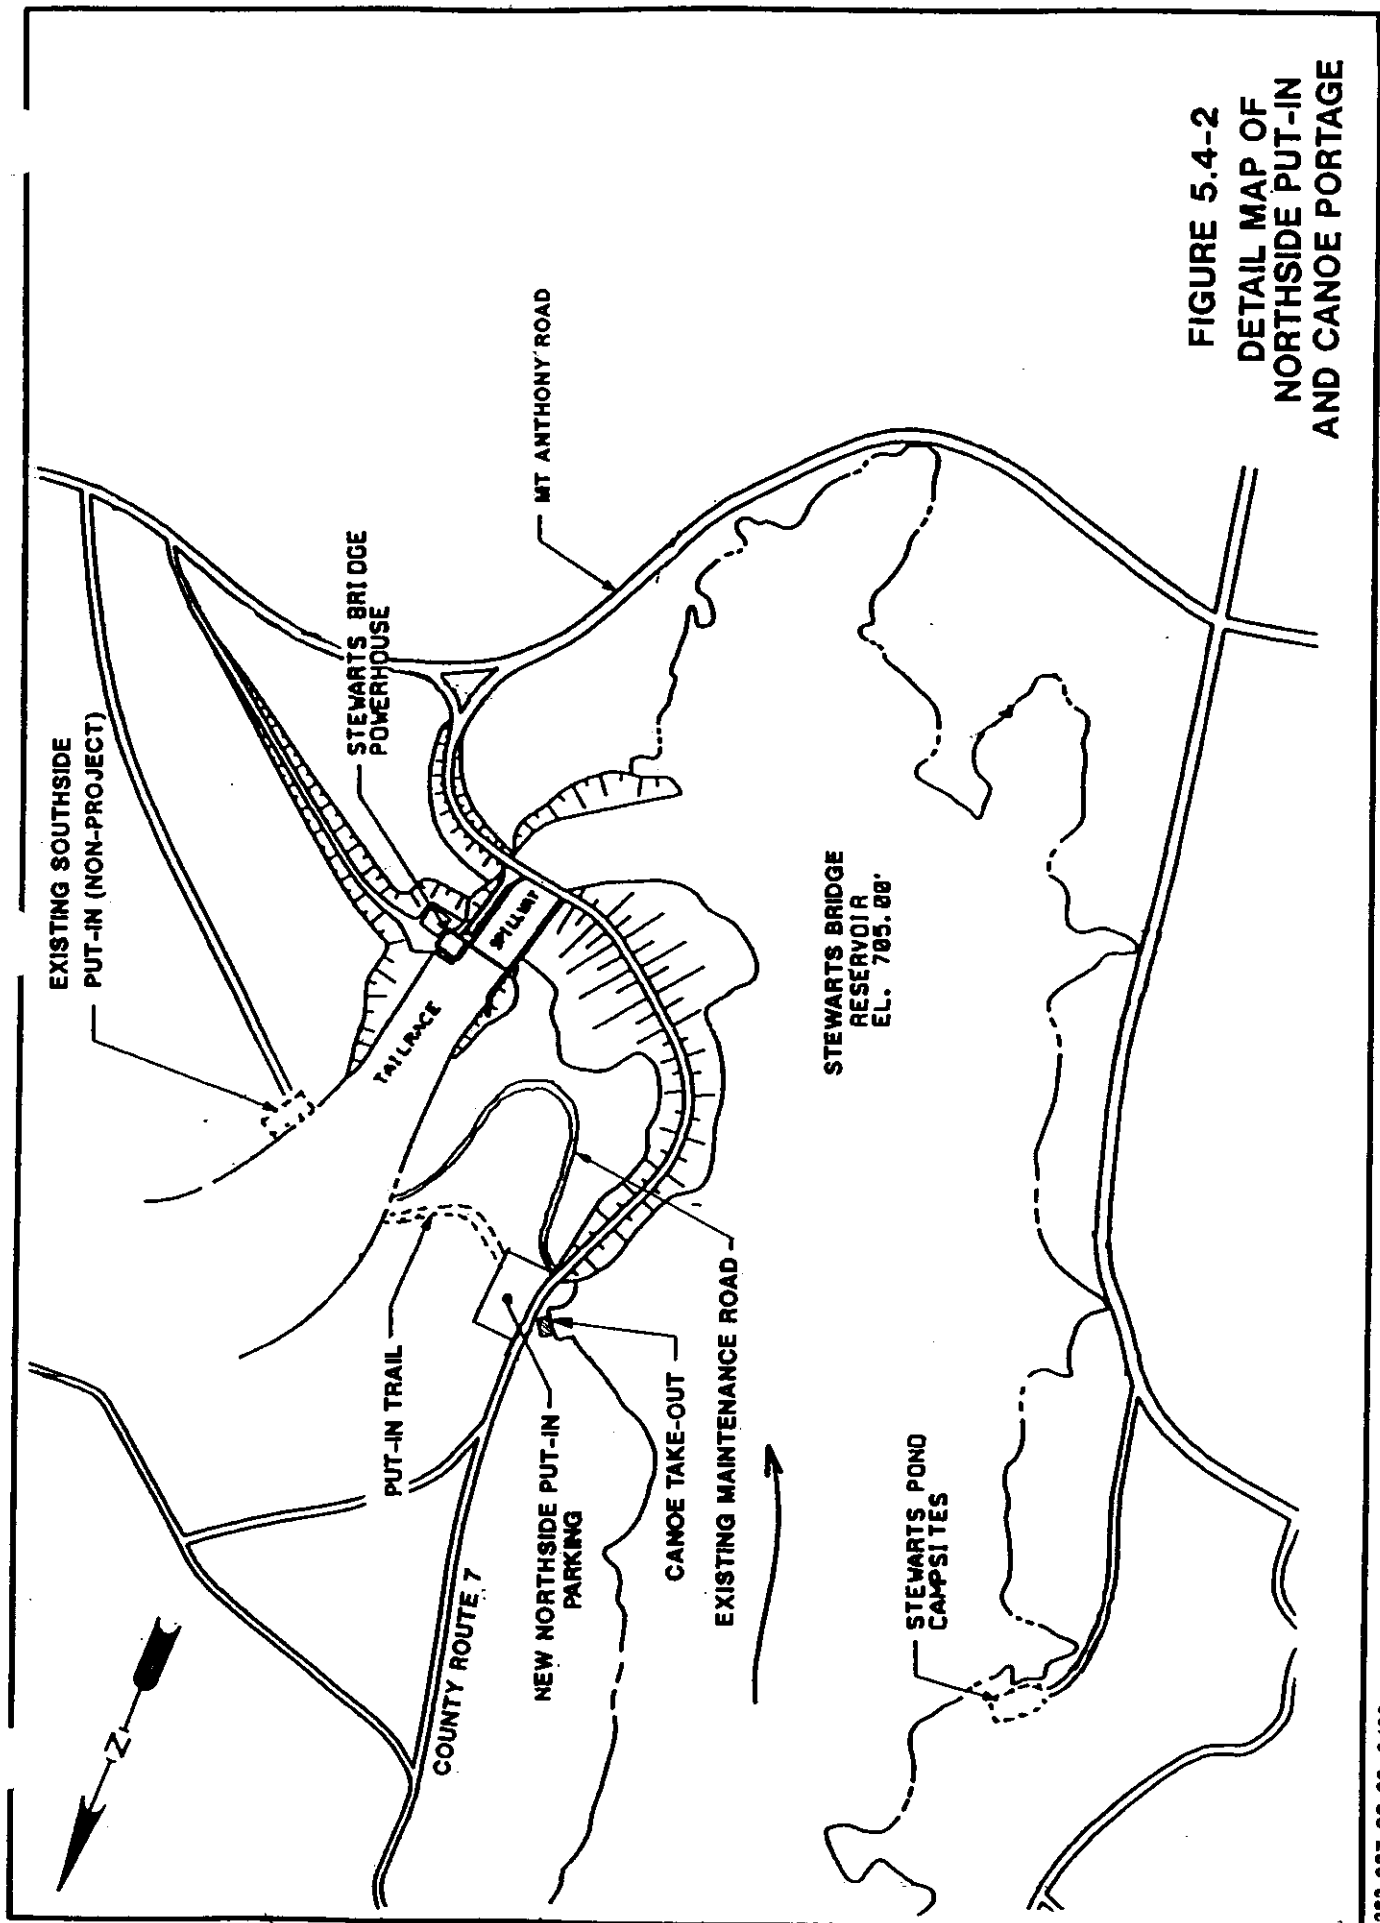 EXISTING SOUTHSIDE
PUT-IN (NON-PROJECT)
STEWARTS BRIDGE
POWERHOUSE
MT ANTHONY ROAD
SPILLWAY
TAILRACE
PUT-IN TRAIL
COUNTY ROUTE 7
NEW NORTHSIDE PUT-IN
PARKING
CANOE TAKE-OUT
EXISTING MAINTENANCE ROAD
STEWARTS BRIDGE
RESERVOIR
EL. 705.00'
STEWARTS POND
CAMPSITES
N
FIGURE 5.4-2
DETAIL MAP OF
NORTHSIDE PUT-IN
AND CANOE PORTAGE